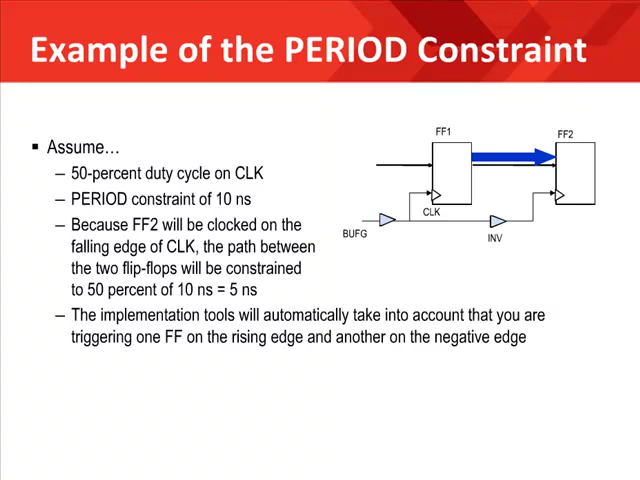 Example of the PERIOD Constraint
▪ Assume…
– 50-percent duty cycle on CLK
– PERIOD constraint of 10 ns
– Because FF2 will be clocked on the
falling edge of CLK, the path between
the two flip-flops will be constrained
to 50 percent of 10 ns = 5 ns
– The implementation tools will automatically take into account that you are
triggering one FF on the rising edge and another on the negative edge
FF1
FF2
CLK
BUFG
INV